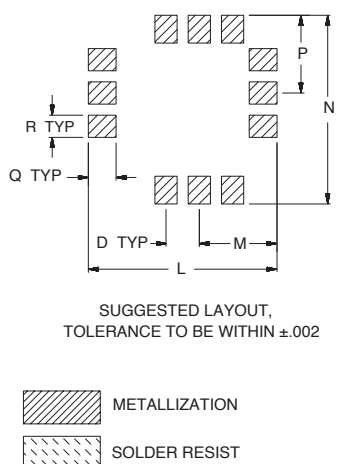 P
N
R TYP
Q TYP
D TYP
M
L
SUGGESTED LAYOUT,
TOLERANCE TO BE WITHIN ±.002
METALLIZATION
SOLDER RESIST